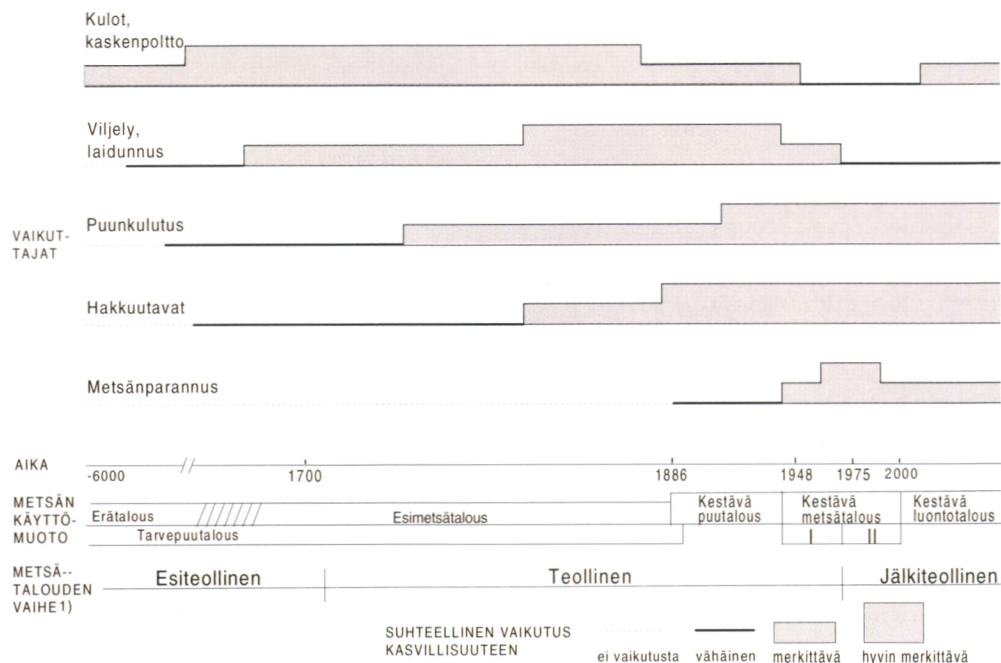 Kulot,
kaskenpoltto
Viljely,
laidunnus
Puunkulutus
VAIKUT-
TAJAT
Hakkuutavat
Metsänparannus
AIKA
-6000 1700 1886 1948 1975 2000
METSÄN
KÄYTTÖ-
MUOTO
Erätalous Esimetsätalous
Tarvepuutalous
Kestävä
puutalous
Kestävä
metsätalous
I II
Kestävä
luontotalous
METSÄ--
TALOUDEN
VAIHE1)
Esiteollinen Teollinen Jälkiteollinen
SUHTEELLINEN VAIKUTUS
KASVILLISUUTEEN
ei vaikutusta vähäinen merkittävä hyvin merkittävä